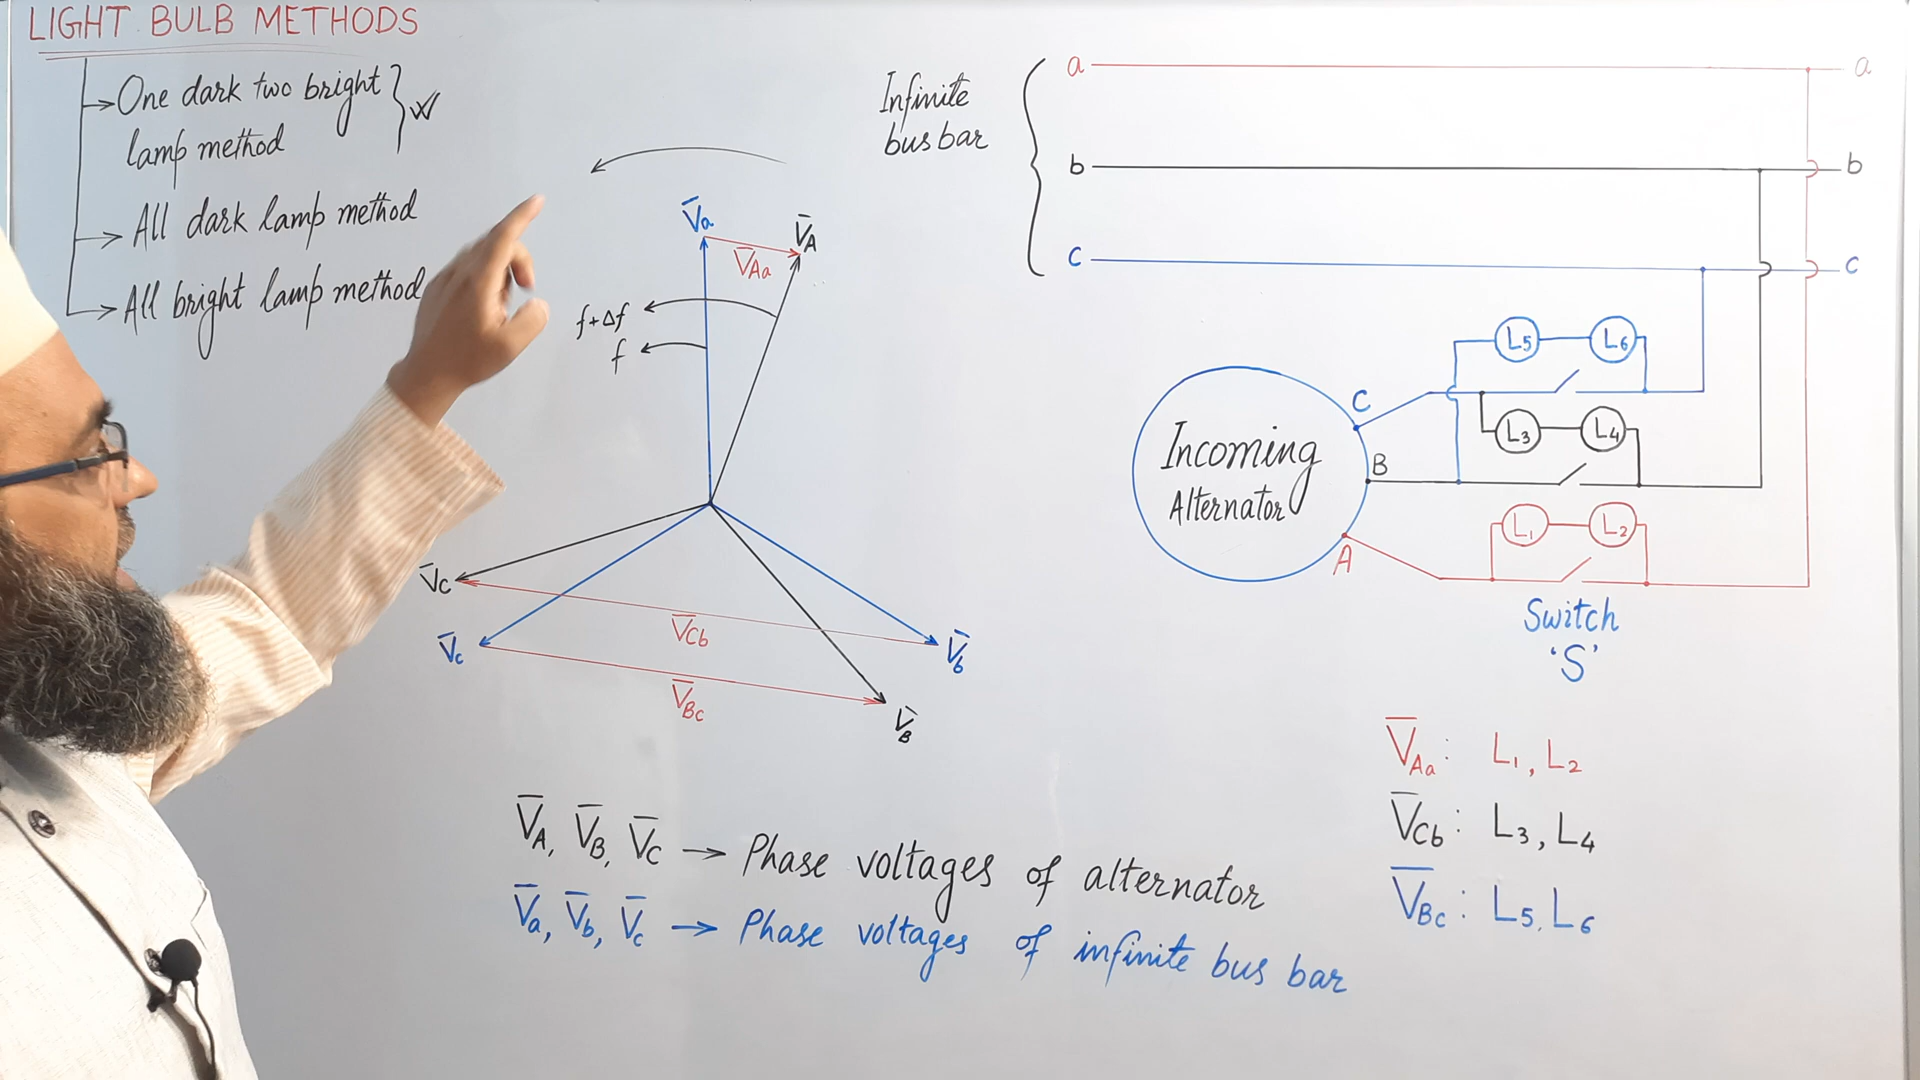 LIGHT BULB METHODS
One dark two bright
lamp method
All dark lamp method
All bright lamp method
V̅a
V̅A
V̅Aa
f+Δf
f
V̅C
V̅c
V̅Cb
V̅Bc
V̅b
V̅B
V̅A, V̅B, V̅C → Phase voltages of alternator
V̅a, V̅b, V̅c → Phase voltages of infinite bus bar
Infinite
bus bar
a a
b b
c c
L5 L6
L3 L4
L1 L2
C
B
A
Incoming
Alternator
Switch
'S'
V̅Aa: L1, L2
V̅Cb: L3, L4
V̅Bc: L5, L6